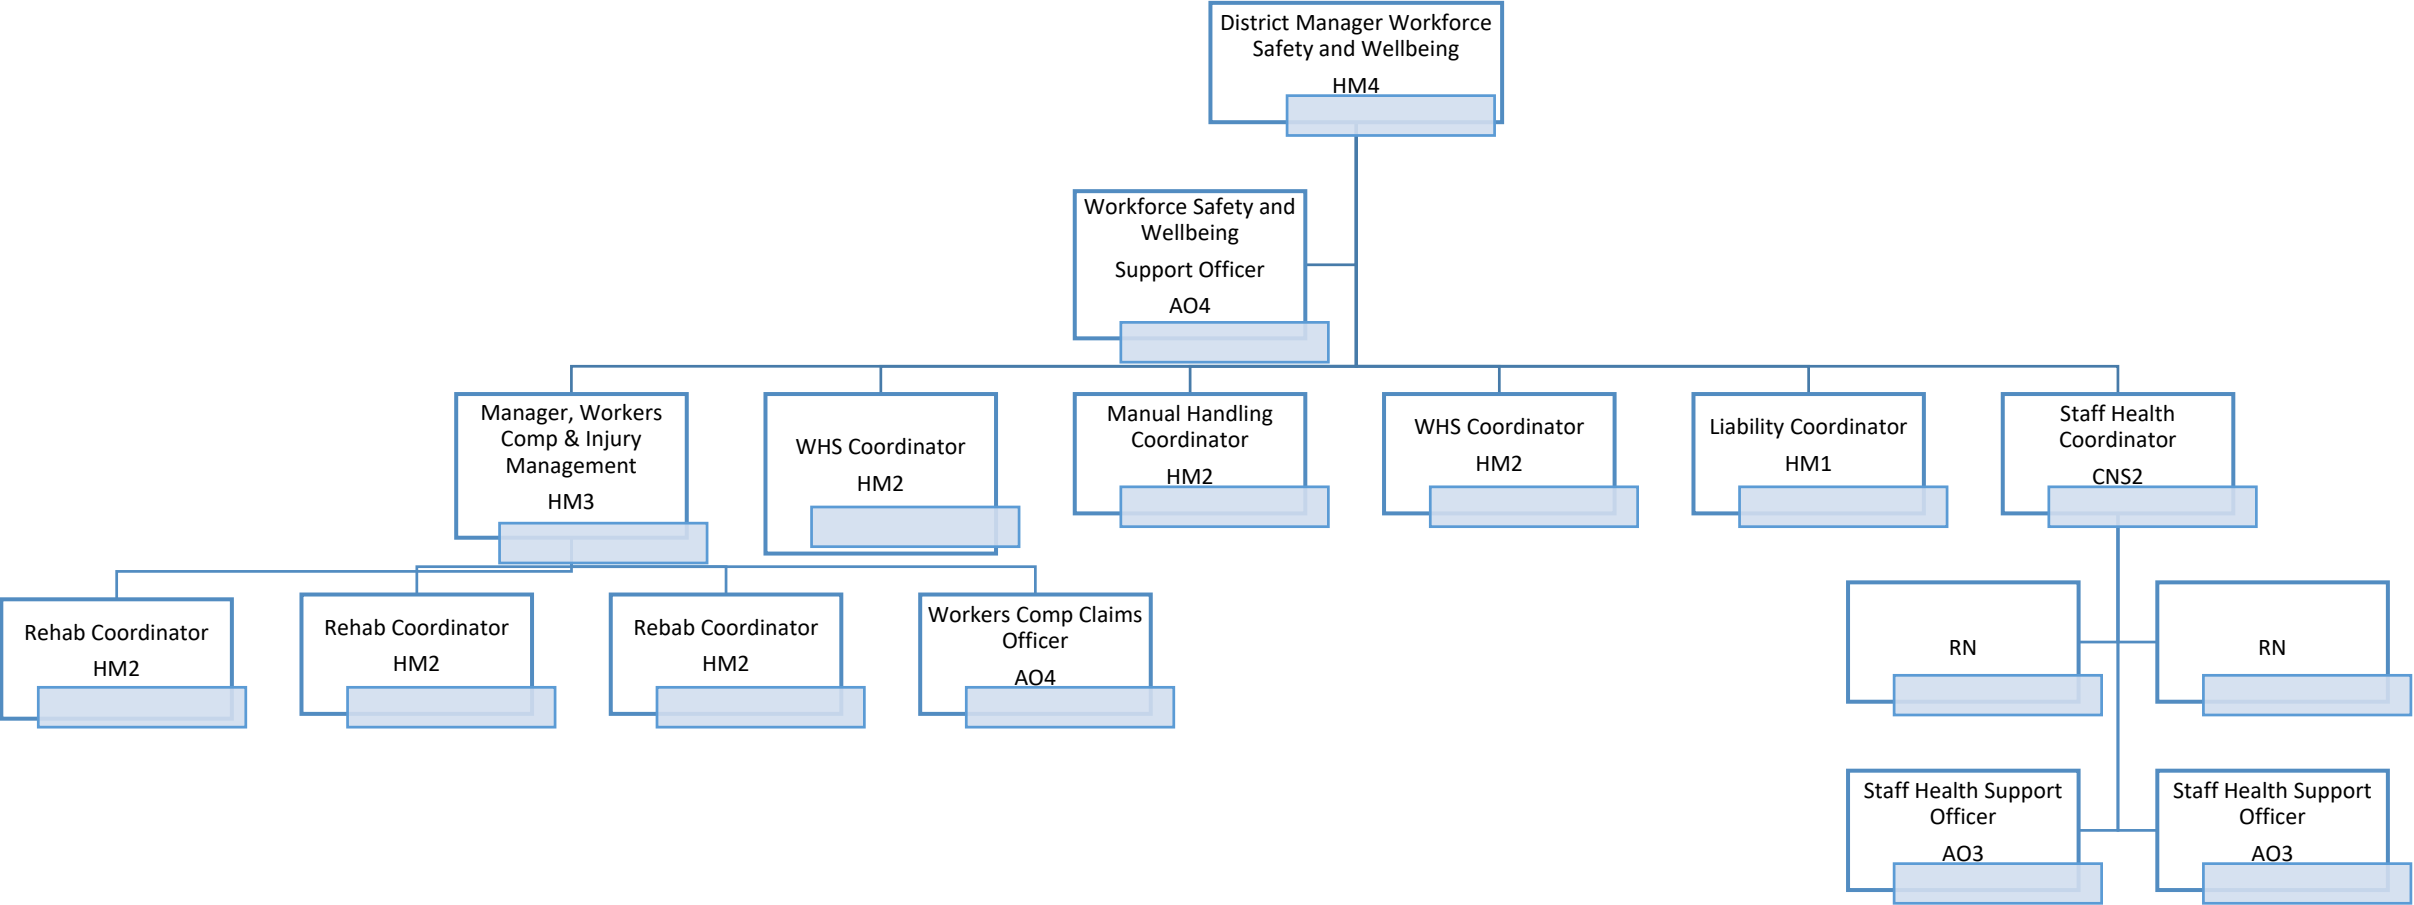 District Manager Workforce
Safety and Wellbeing
HM4
Workforce Safety and
Wellbeing
Support Officer
AO4
Manager, Workers
Comp & Injury
Management
HM3
WHS Coordinator
HM2
Manual Handling
Coordinator
HM2
WHS Coordinator
HM2
Liability Coordinator
HM1
Staff Health
Coordinator
CNS2
Rehab Coordinator
HM2
Rehab Coordinator
HM2
Rebab Coordinator
HM2
Workers Comp Claims
Officer
AO4
RN
RN
Staff Health Support
Officer
AO3
Staff Health Support
Officer
AO3